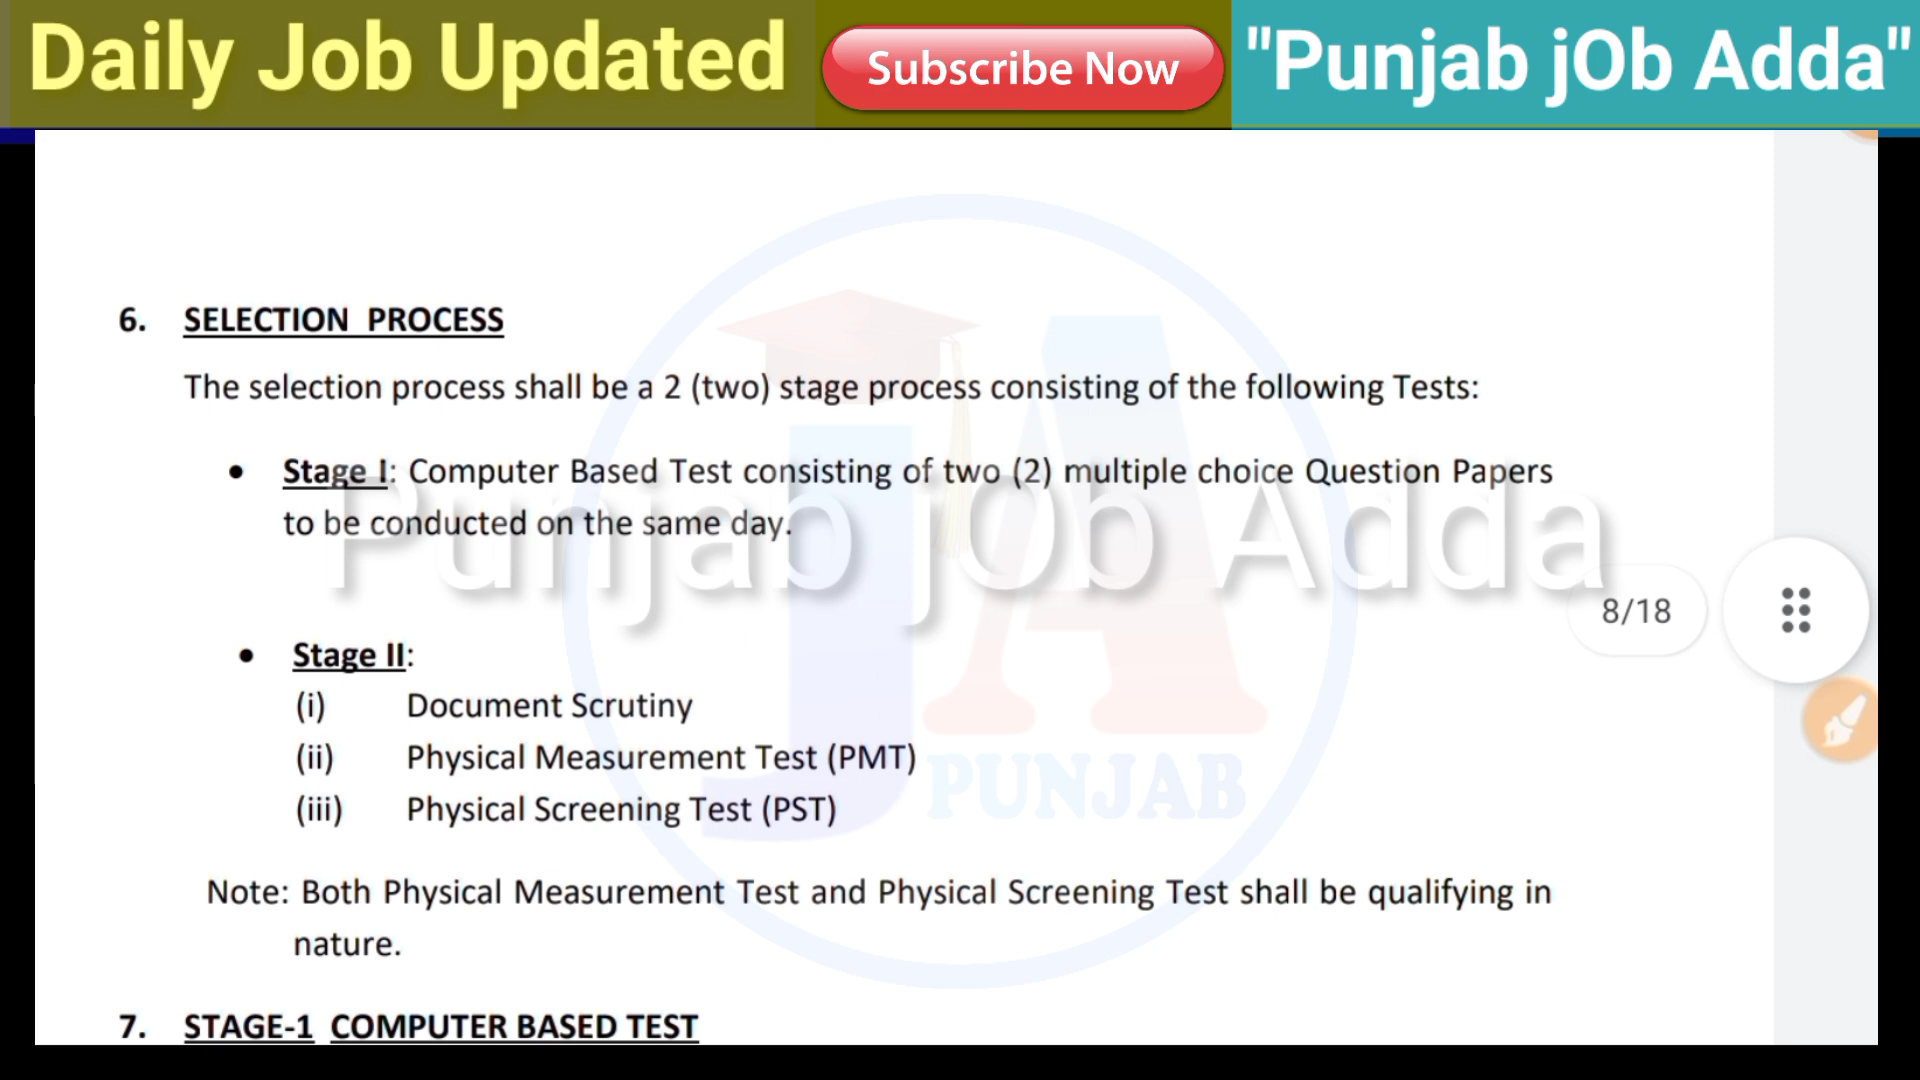 Daily Job Updated
Subscribe Now
"Punjab jOb Adda"
6. SELECTION PROCESS
The selection process shall be a 2 (two) stage process consisting of the following Tests:
• Stage I: Computer Based Test consisting of two (2) multiple choice Question Papers
to be conducted on the same day.
Punjab jOb Adda
8/18
• Stage II:
(i) Document Scrutiny
(ii) Physical Measurement Test (PMT)
(iii) Physical Screening Test (PST)
JA
PUNJAB
Note: Both Physical Measurement Test and Physical Screening Test shall be qualifying in
nature.
7. STAGE-1 COMPUTER BASED TEST